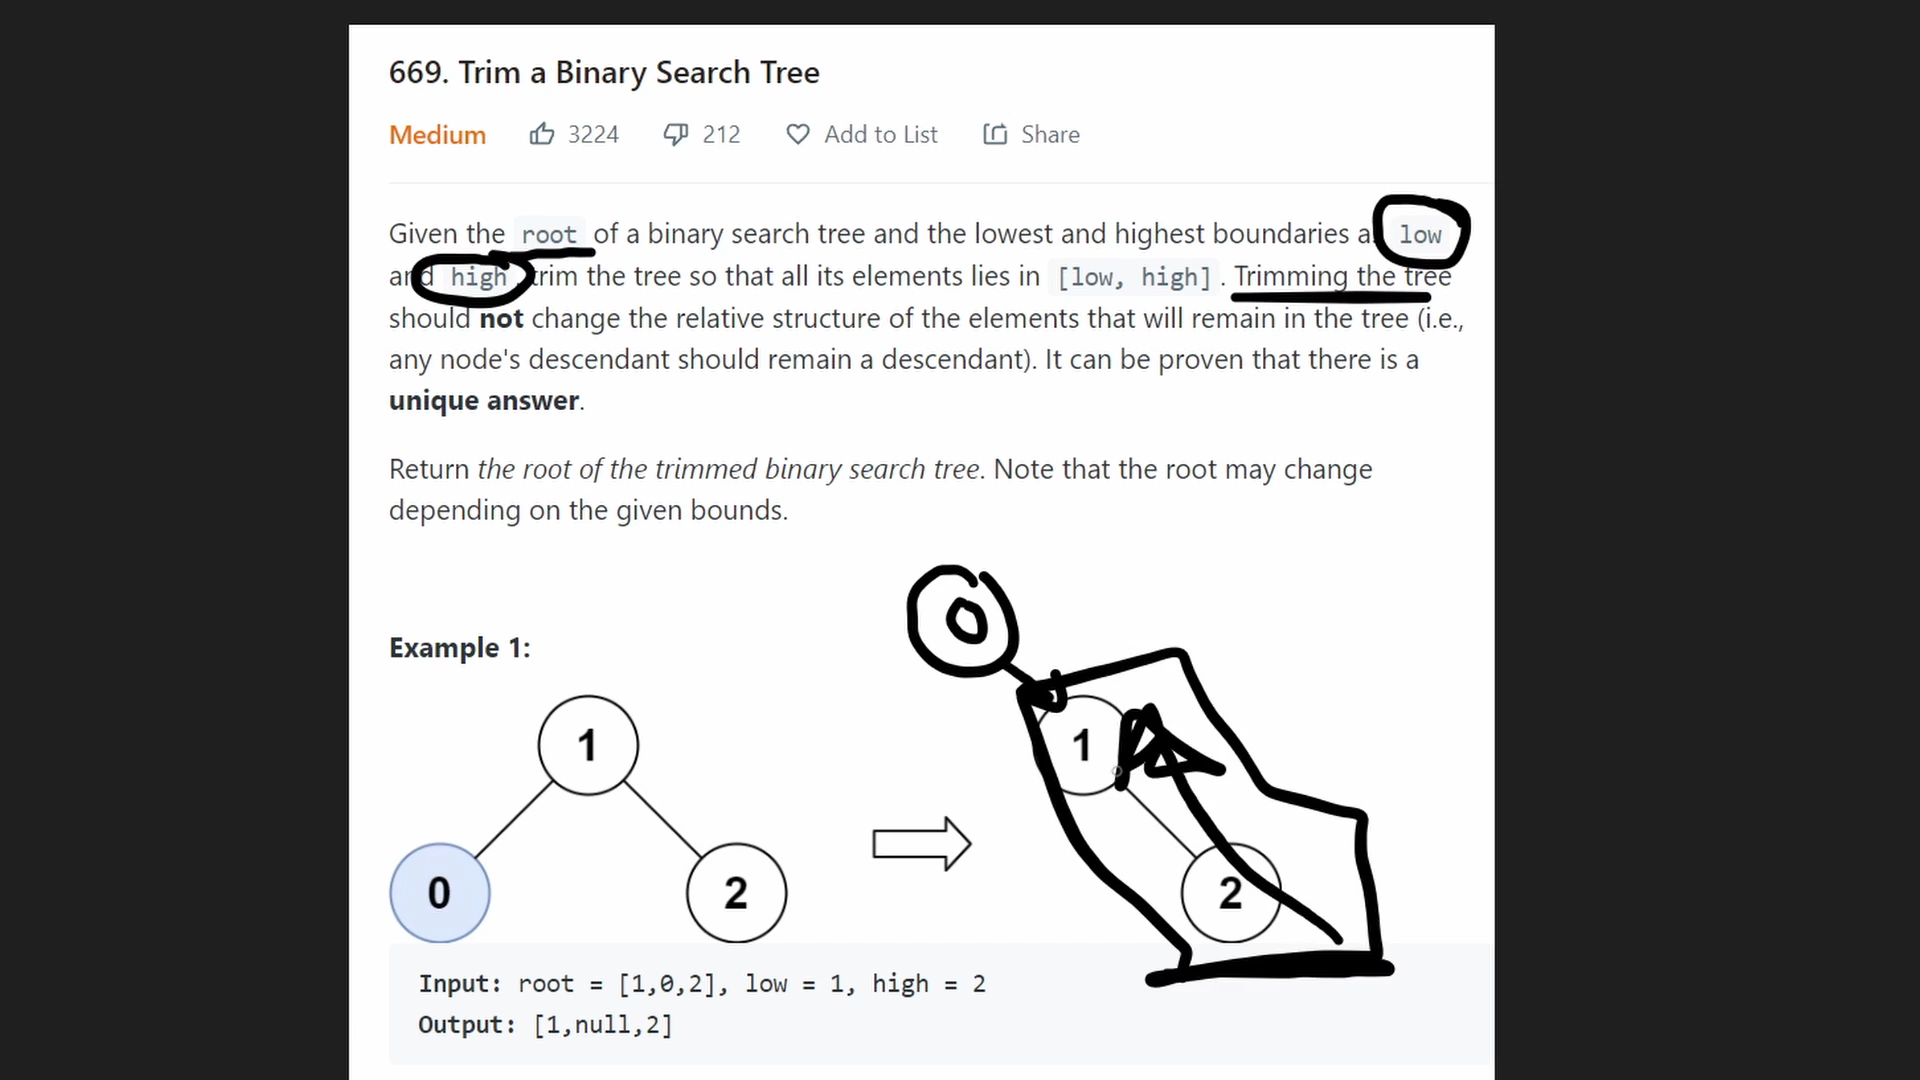 669. Trim a Binary Search Tree
Medium 3224 212 Add to List Share
Given the root of a binary search tree and the lowest and highest boundaries a low
and high trim the tree so that all its elements lies in [low, high]. Trimming the tree
should not change the relative structure of the elements that will remain in the tree (i.e.,
any node's descendant should remain a descendant). It can be proven that there is a
unique answer.
Return the root of the trimmed binary search tree. Note that the root may change
depending on the given bounds.
0
Example 1:
1 1
0 2 2
Input: root = [1,0,2], low = 1, high = 2
Output: [1,null,2]